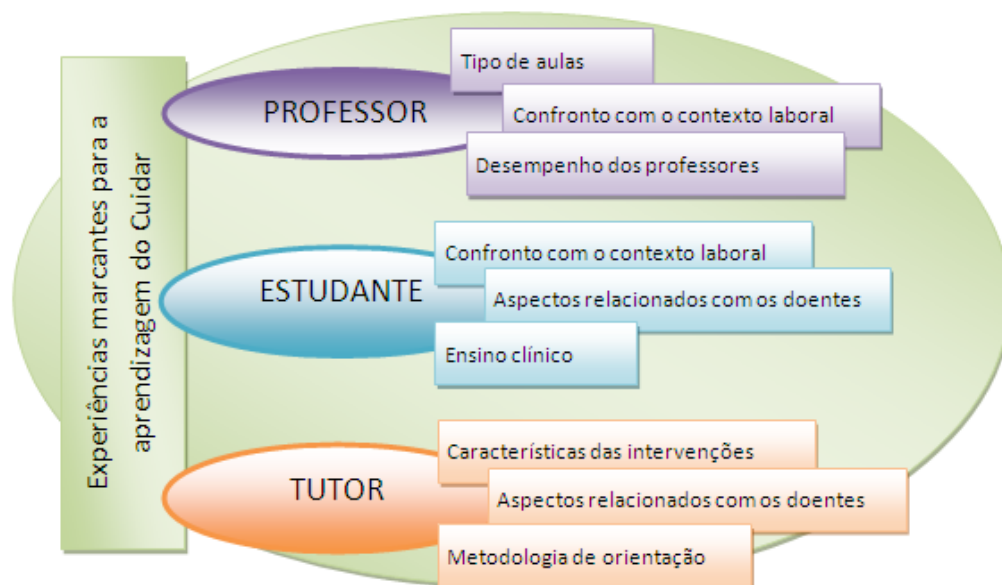 Experiências marcantes para a
aprendizagem do Cuidar
PROFESSOR
Tipo de aulas
Confronto com o contexto laboral
Desempenho dos professores
ESTUDANTE
Confronto com o contexto laboral
Aspectos relacionados com os doentes
Ensino clínico
TUTOR
Características das intervenções
Aspectos relacionados com os doentes
Metodologia de orientação